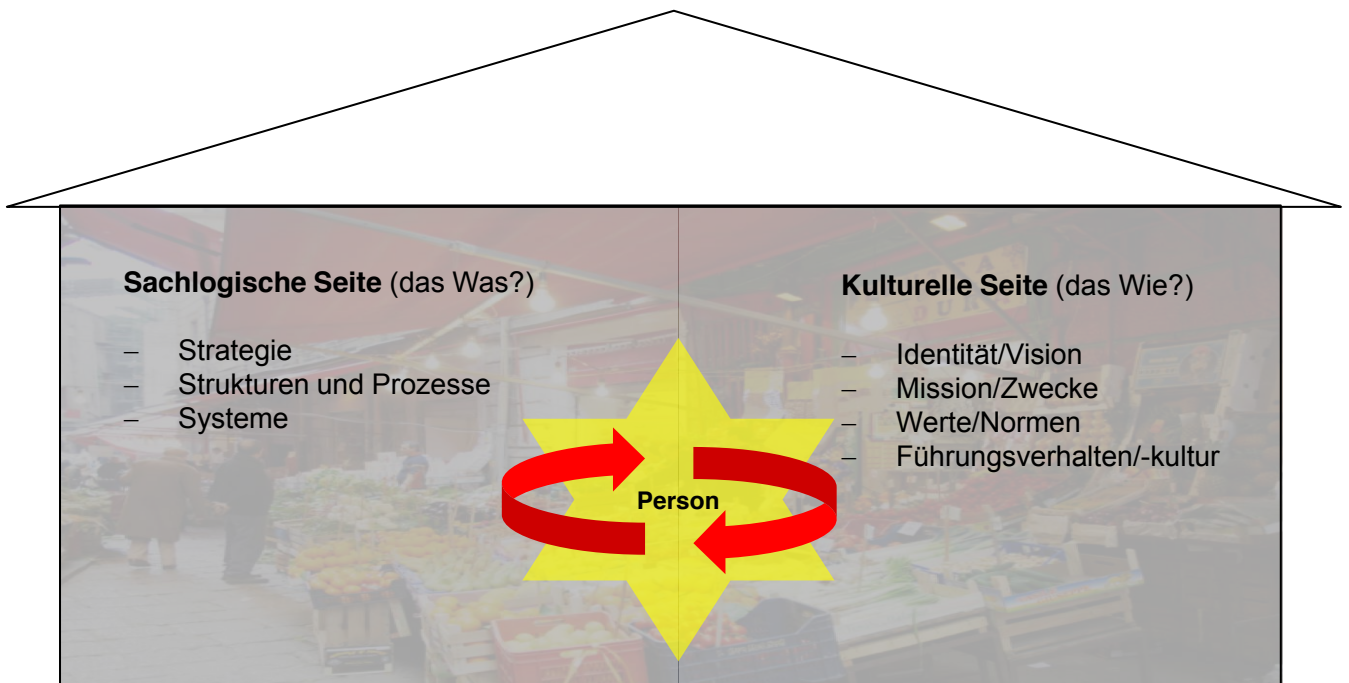 Sachlogische Seite (das Was?)
– Strategie
– Strukturen und Prozesse
– Systeme
Kulturelle Seite (das Wie?)
– Identität/Vision
– Mission/Zwecke
– Werte/Normen
– Führungsverhalten/-kultur
Person